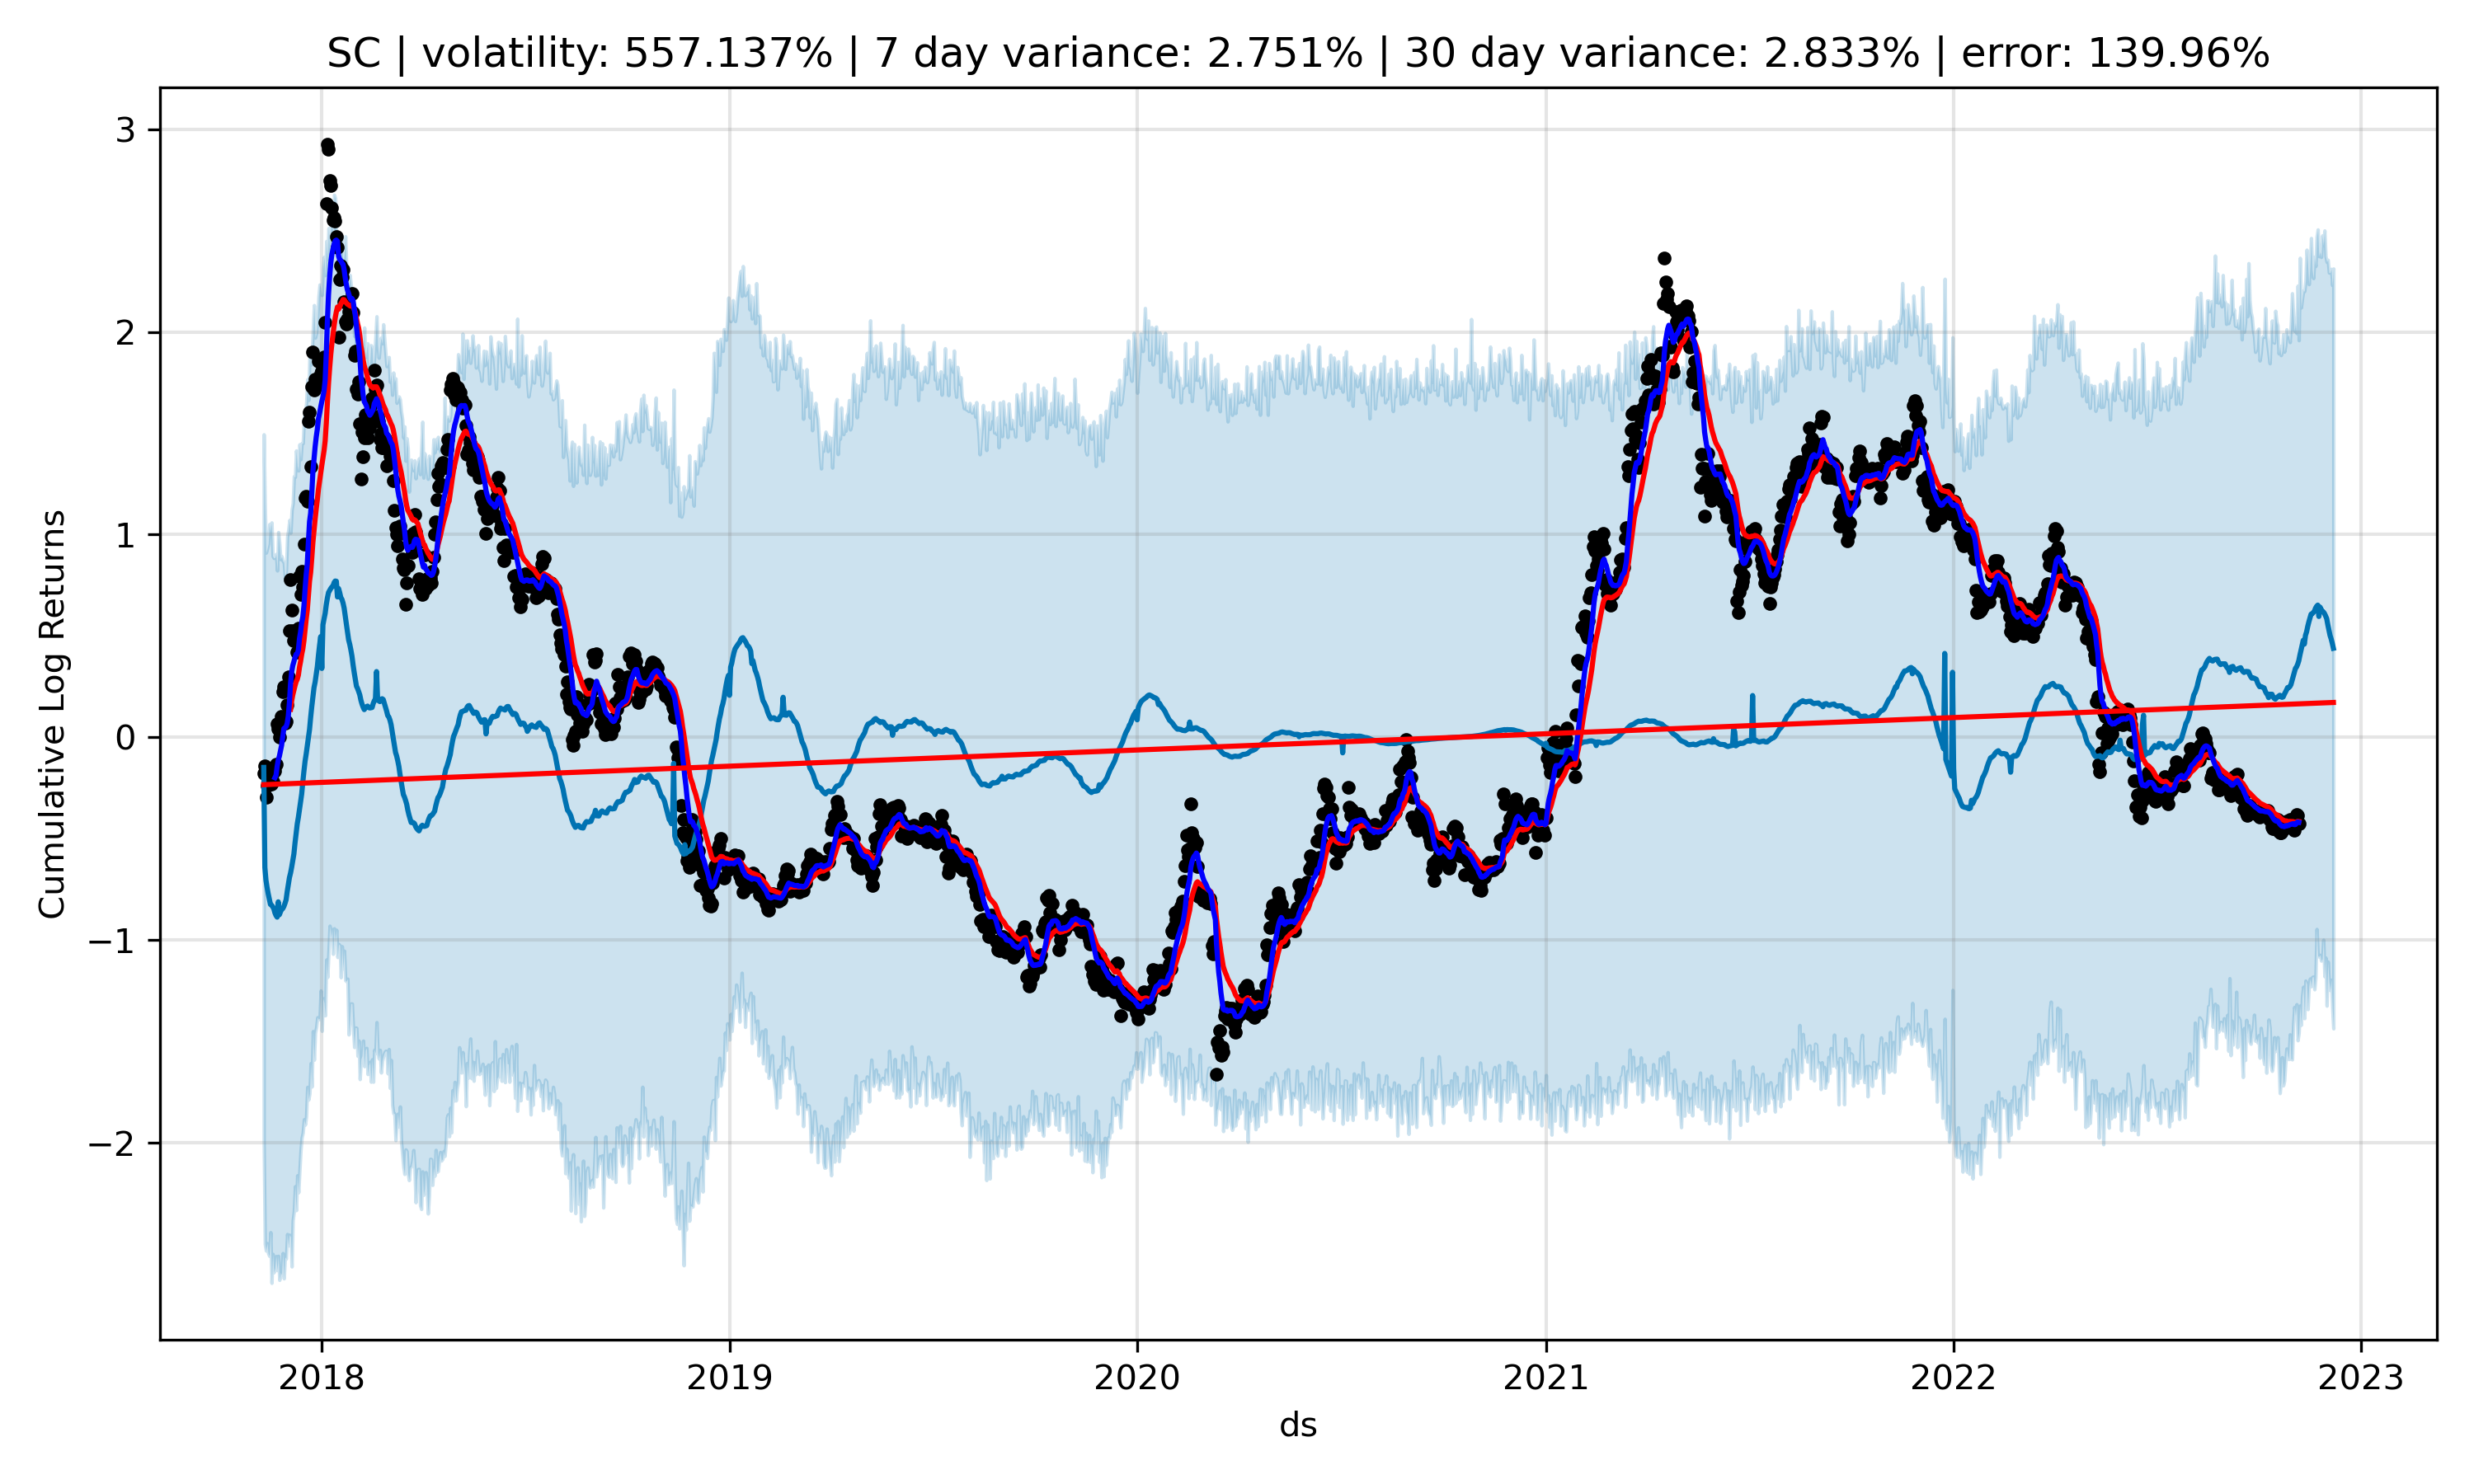 SC | volatility: 557.137% | 7 day variance: 2.751% | 30 day variance: 2.833% | error: 139.96%
Cumulative Log Returns
3
2
1
0
−1
−2
2018 2019 2020 2021 2022 2023
ds